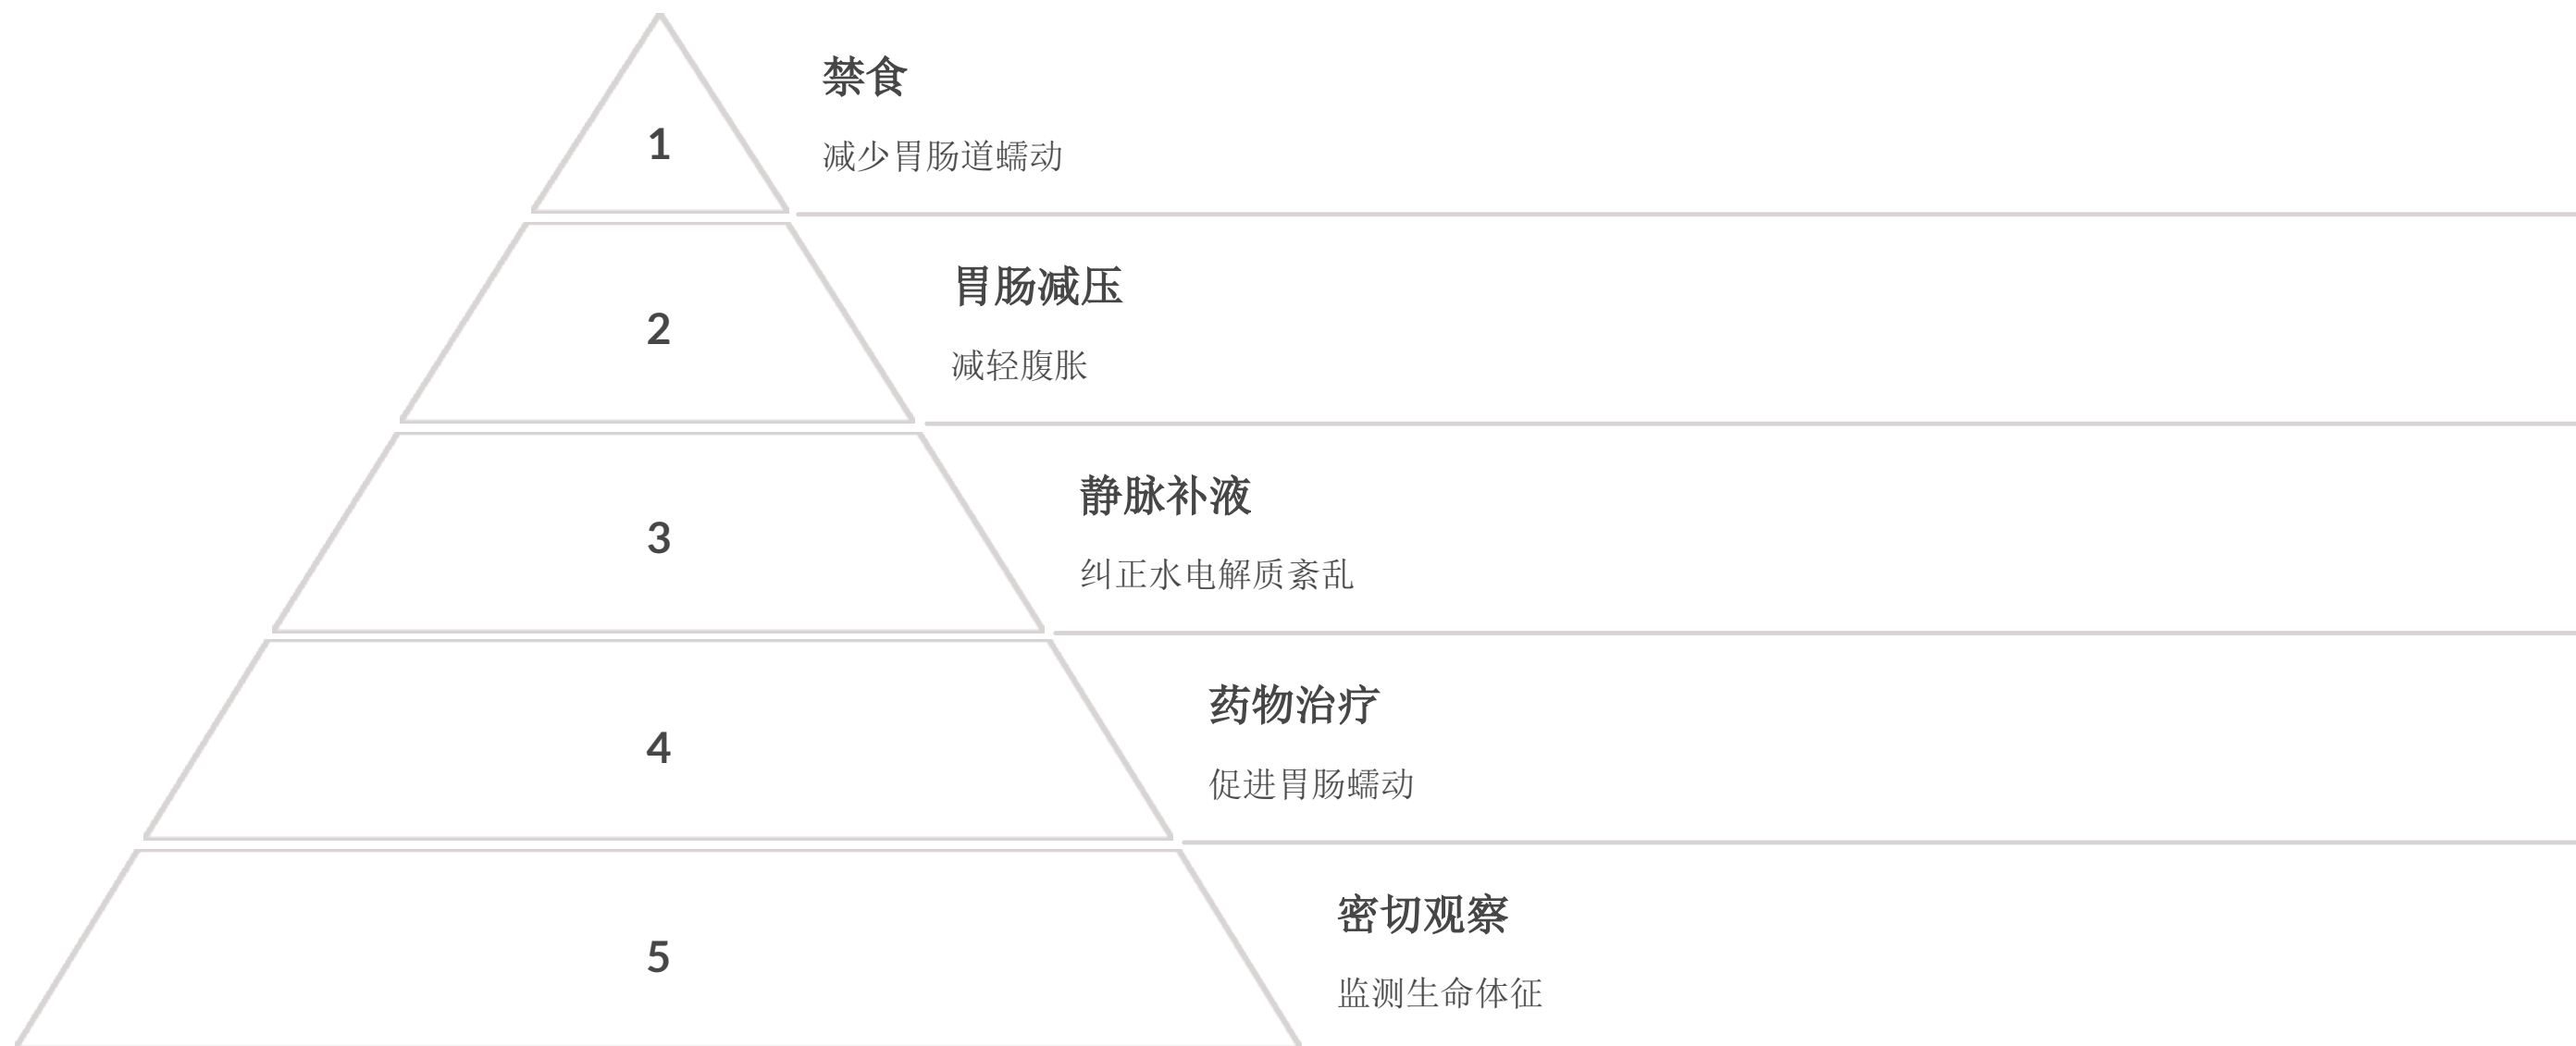 1
禁食
减少胃肠道蠕动
2
胃肠减压
减轻腹胀
3
静脉补液
纠正水电解质紊乱
4
药物治疗
促进胃肠蠕动
5
密切观察
监测生命体征